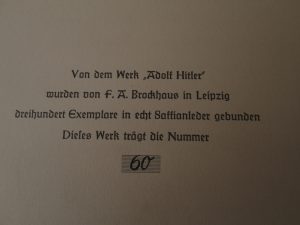 Von dem Werk „Adolf Hitler"
wurden von F. A. Brockhaus in Leipzig
dreihundert Exemplare in echt Saffianleder gebunden
Dieses Werk trägt die Nummer
60